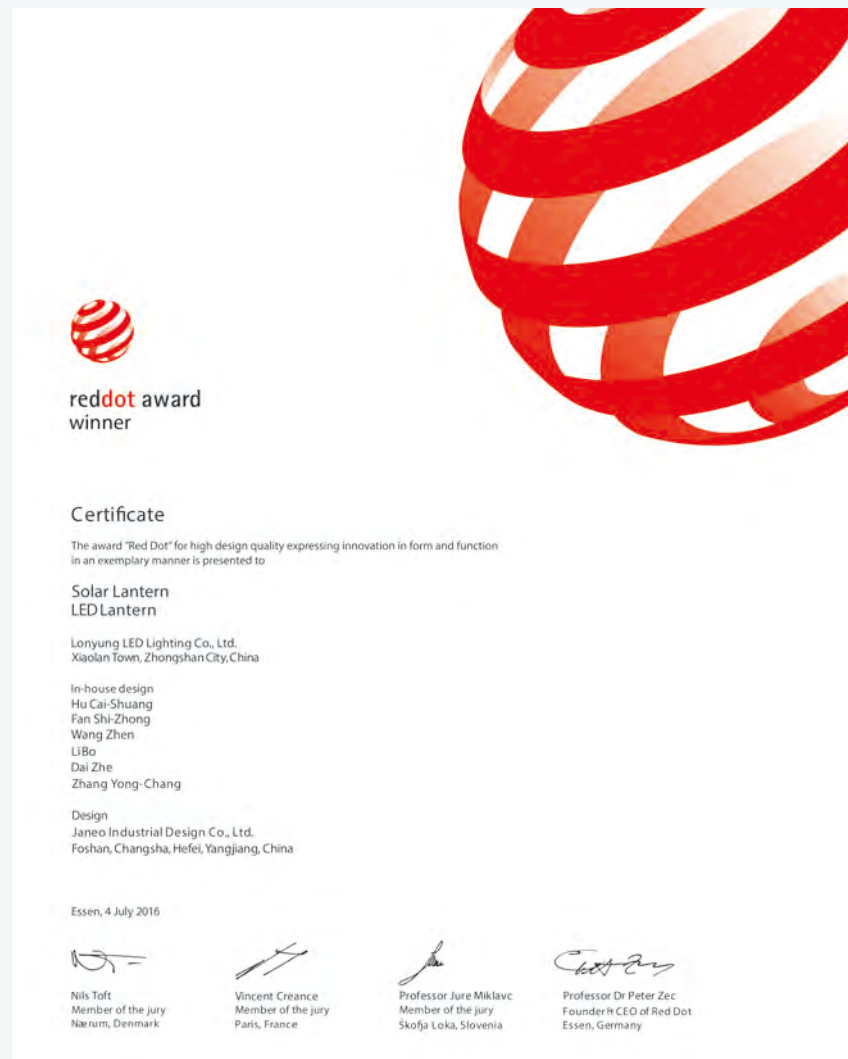 reddot award
winner
Certificate
The award "Red Dot" for high design quality expressing innovation in form and function
in an exemplary manner is presented to
Solar Lantern
LED Lantern
Lonyung LED Lighting Co., Ltd.
Xiaolan Town, Zhongshan City, China
In-house design
Hu Cai-Shuang
Fan Shi-Zhong
Wang Zhen
Li Bo
Dai Zhe
Zhang Yong-Chang
Design
Janeo Industrial Design Co., Ltd.
Foshan, Changsha, Hefei, Yangjiang, China
Essen, 4 July 2016
Nils Toft
Member of the jury
Nærum, Denmark
Vincent Creance
Member of the jury
Paris, France
Professor Jure Miklavc
Member of the jury
Škofja Loka, Slovenia
Professor Dr Peter Zec
Founder & CEO of Red Dot
Essen, Germany